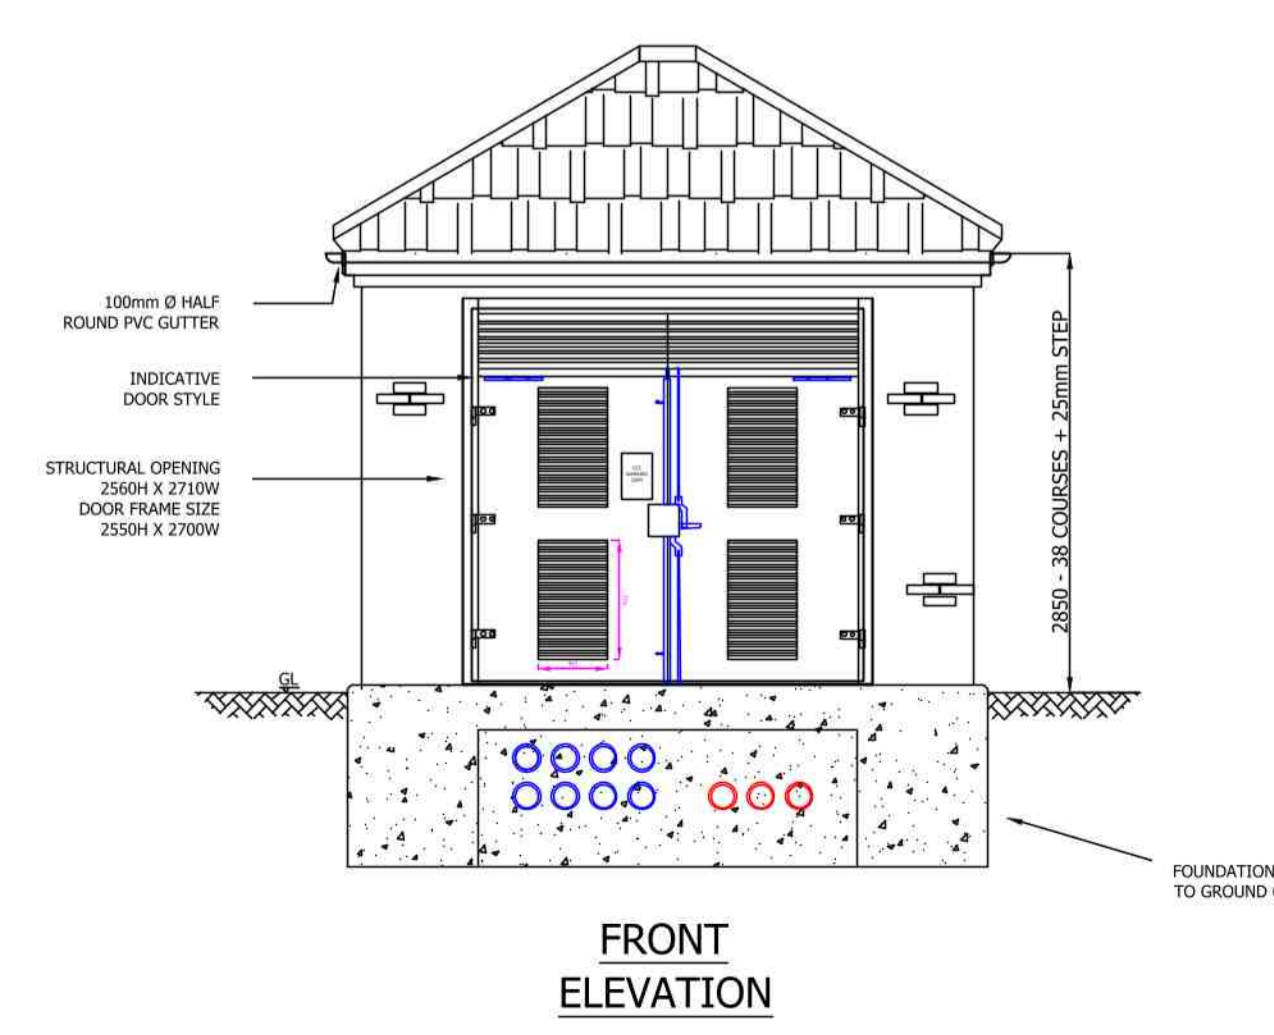 100mm Ø HALF
ROUND PVC GUTTER
INDICATIVE
DOOR STYLE
STRUCTURAL OPENING
2560H X 2710W
DOOR FRAME SIZE
2550H X 2700W
2850 - 38 COURSES + 25mm STEP
GL
FOUNDATION
TO GROUND
FRONT
ELEVATION